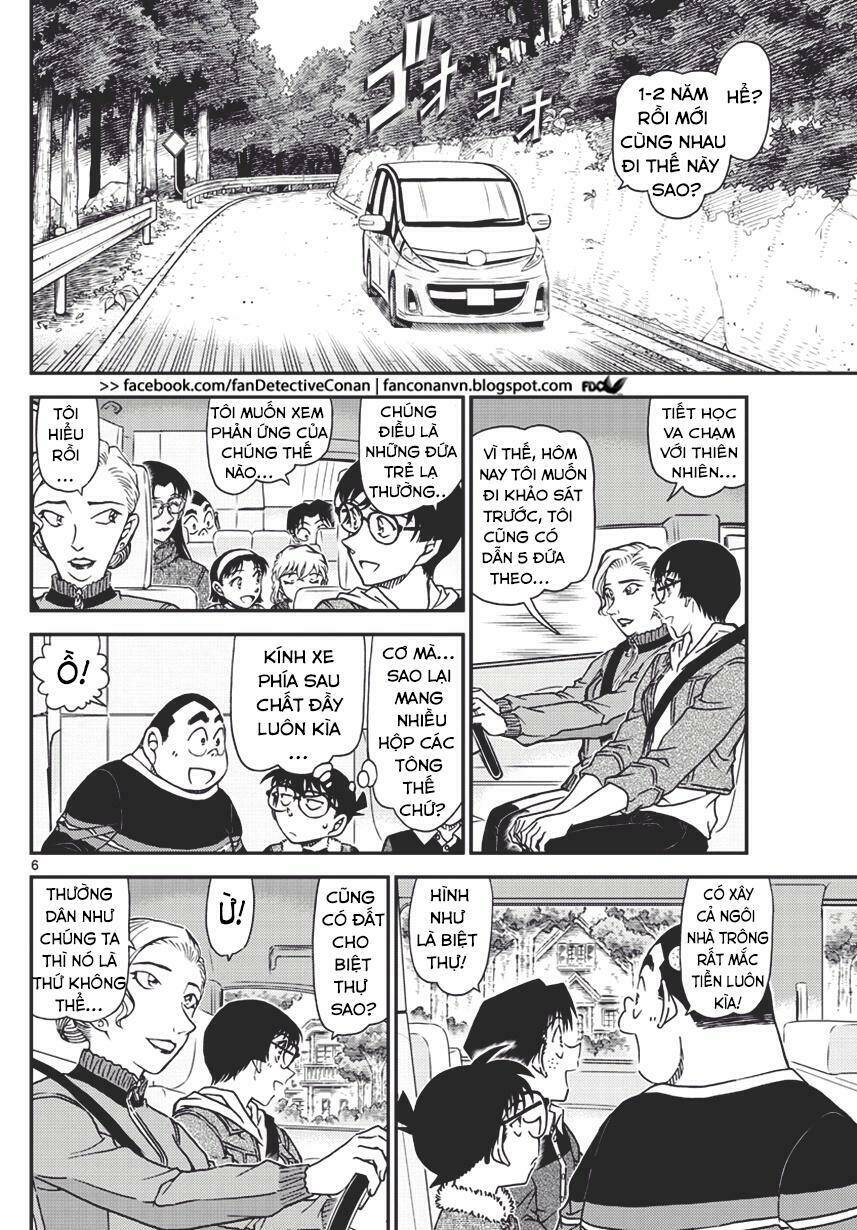 HỂ?
1-2 NĂM
RỒI MỚI
CÙNG NHAU
ĐI THẾ NÀY
SAO?
ゴオオオ
>> facebook.com/fanDetectiveConan | fanconanvn.blogspot.com FDC
TIẾT HỌC
VA CHẠM
VỚI THIÊN
NHIÊN...
VÌ THẾ, HÔM
NAY TÔI MUỐN
ĐI KHẢO SÁT
TRƯỚC, TÔI
CŨNG CÓ
DẪN 5 ĐỨA
THEO...
CHÚNG
ĐIỀU LÀ
NHỮNG ĐỨA
TRẺ LẠ
THƯỜNG..
TÔI MUỐN XEM
PHẢN ỨNG CỦA
CHÚNG THẾ
NÀO...
TÔI
HIỂU
RỒI ...
CƠ MÀ...
SAO LẠI
MANG
NHIỀU
HỘP CÁC
TÔNG
THẾ
CHỨ?
KÍNH XE
PHÍA SAU
CHẤT ĐẦY
LUÔN KÌA
...
Ồ!
6
CÓ XÂY
CẢ NGÔI
NHÀ TRÔNG
RẤT MẮC
TIỀN LUÔN
KÌA!
HÌNH
NHƯ
LÀ BIỆT
THỰ!
CŨNG
CÓ ĐẤT
CHO
BIỆT
THỰ
SAO?
Ừ!
THƯỜNG
DÂN NHƯ
CHÚNG TA
THÌ NÓ LÀ
THỨ KHÔNG
THỂ...